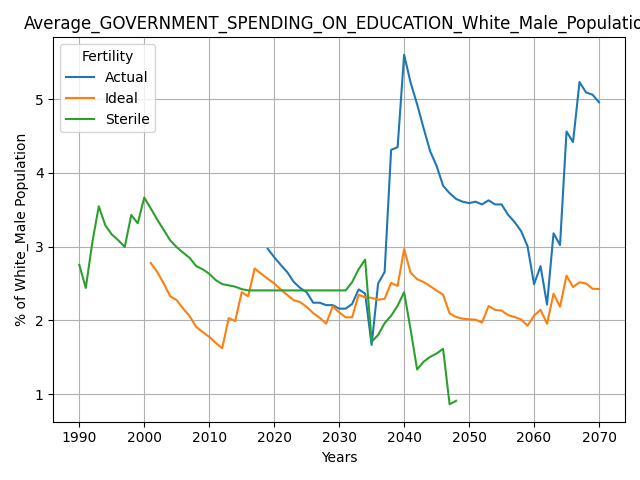 Average_GOVERNMENT_SPENDING_ON_EDUCATION_White_Male_Populatio
Fertility
Actual
Ideal
Sterile
5
4
3
2
1
% of White_Male Population
1990 2000 2010 2020 2030 2040 2050 2060 2070
Years